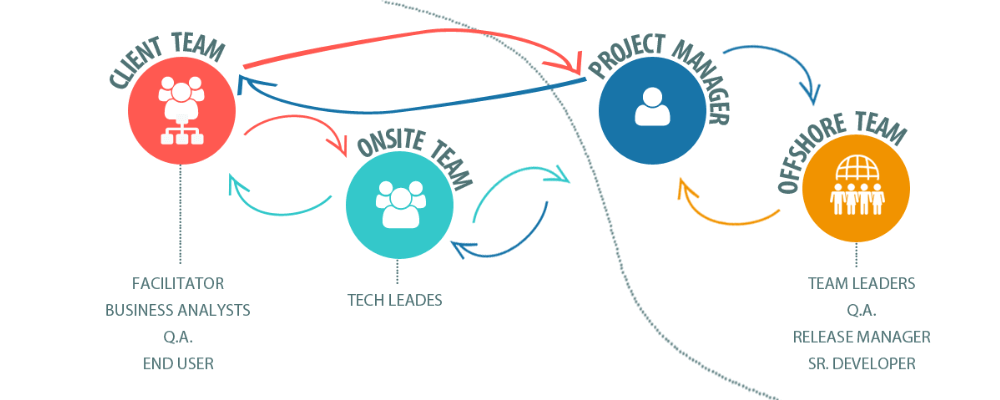 CLIENT TEAM
PROJECT MANAGER
ONSITE TEAM
OFFSHORE TEAM
FACILITATOR
BUSINESS ANALYSTS
Q.A.
END USER
TECH LEADES
TEAM LEADERS
Q.A.
RELEASE MANAGER
SR. DEVELOPER